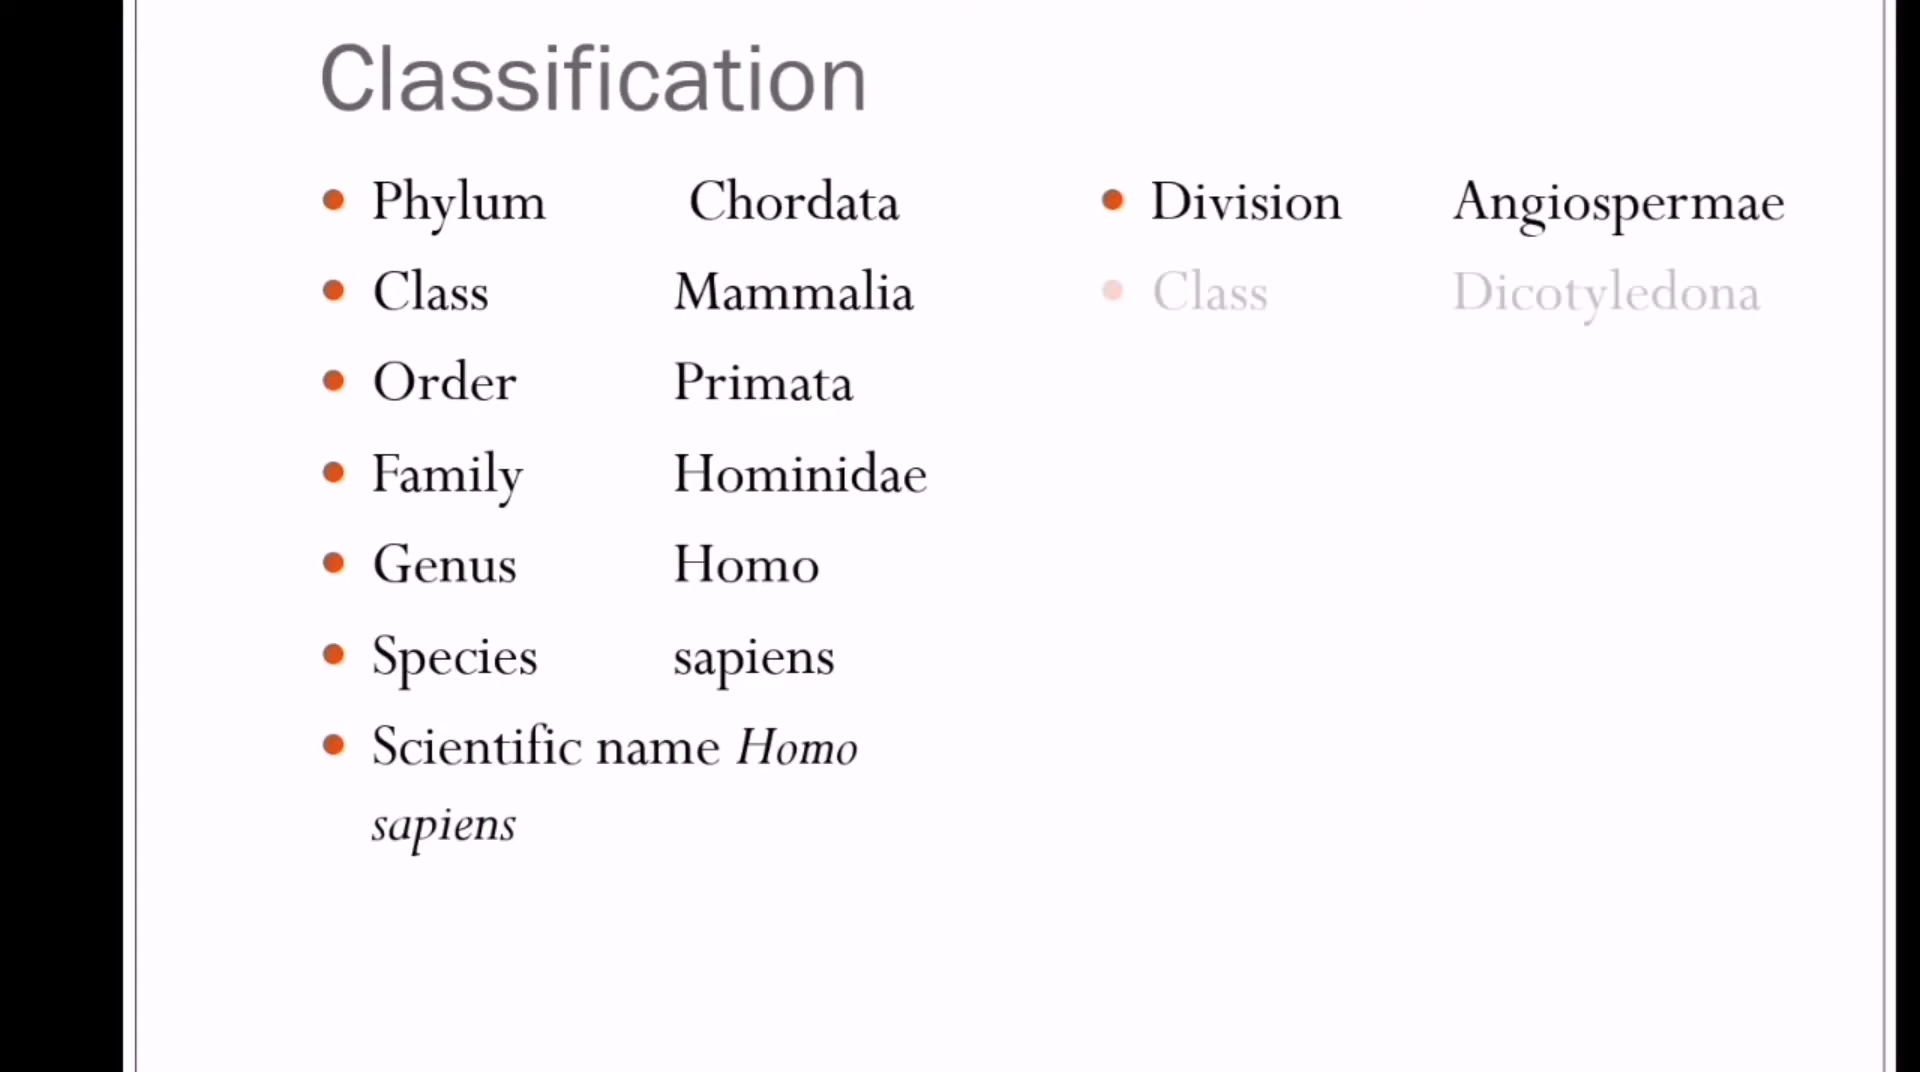 Classification
• Phylum Chordata
• Class Mammalia
• Order Primata
• Family Hominidae
• Genus Homo
• Species sapiens
• Scientific name Homo
sapiens
• Division Angiospermae
• Class Dicotyledona